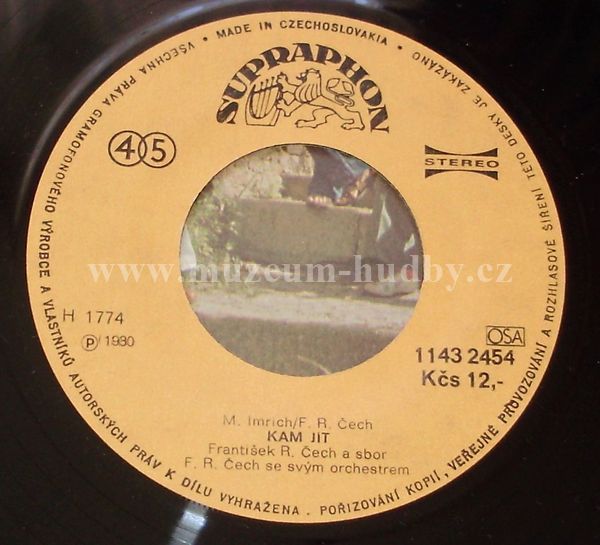 VŠECHNA PRÁVA GRAMOFONOVÉHO VÝROBCE A VLASTNÍKŮ AUTORSKÝCH PRÁV K DÍLU VYHRAŽENA. POŘIZOVÁNÍ KOPIÍ, VEŘEJNÉ PROVOZOVÁNÍ A ROZHLASOVÉ ŠÍŘENÍ TÉTO DESKY JE ZAKÁZÁNO • MADE IN CZECHOSLOVAKIA •
SUPRAPHON
45
STEREO
www.muzeum-hudby.cz
H 1774
℗ 1980
OSA
1143 2454
Kčs 12,-
M. Imrich/F. R. Čech
KAM JÍT
František R. Čech a sbor
F. R. Čech se svým orchestrem